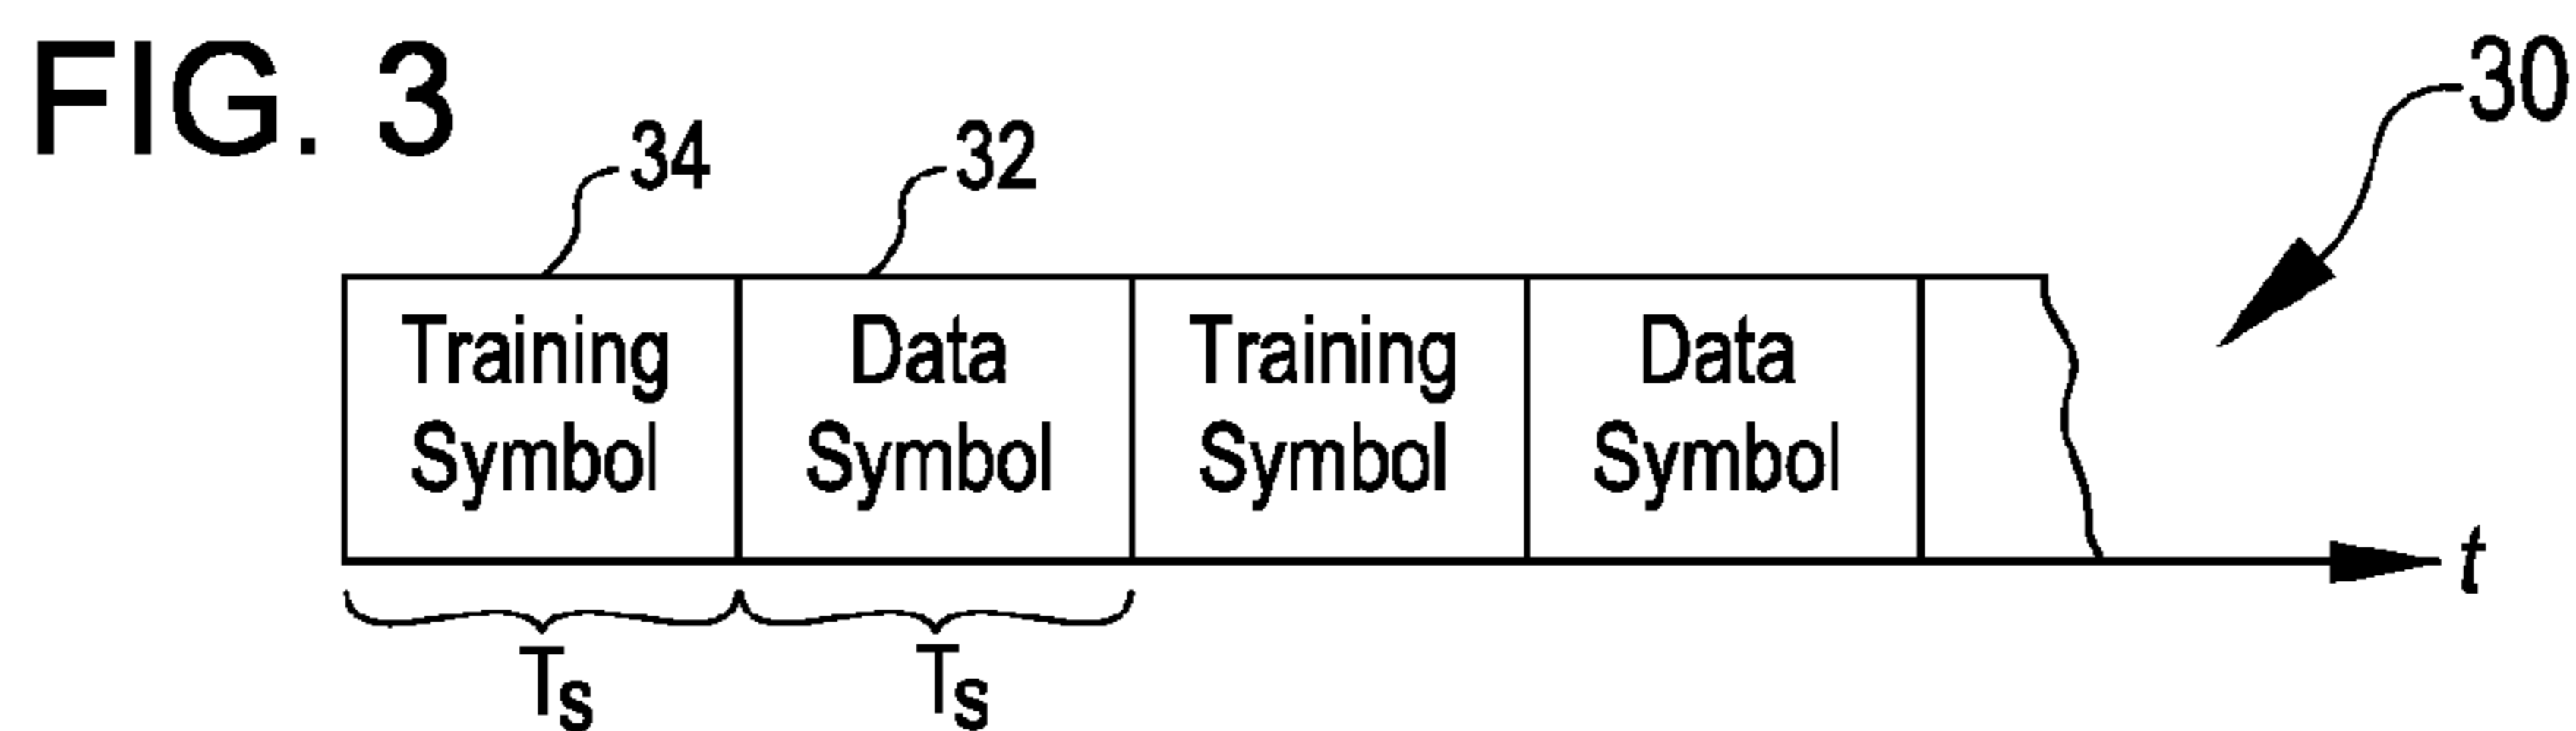 FIG. 3
30
34
32
Training Symbol
Data Symbol
Training Symbol
Data Symbol
t
Ts
Ts